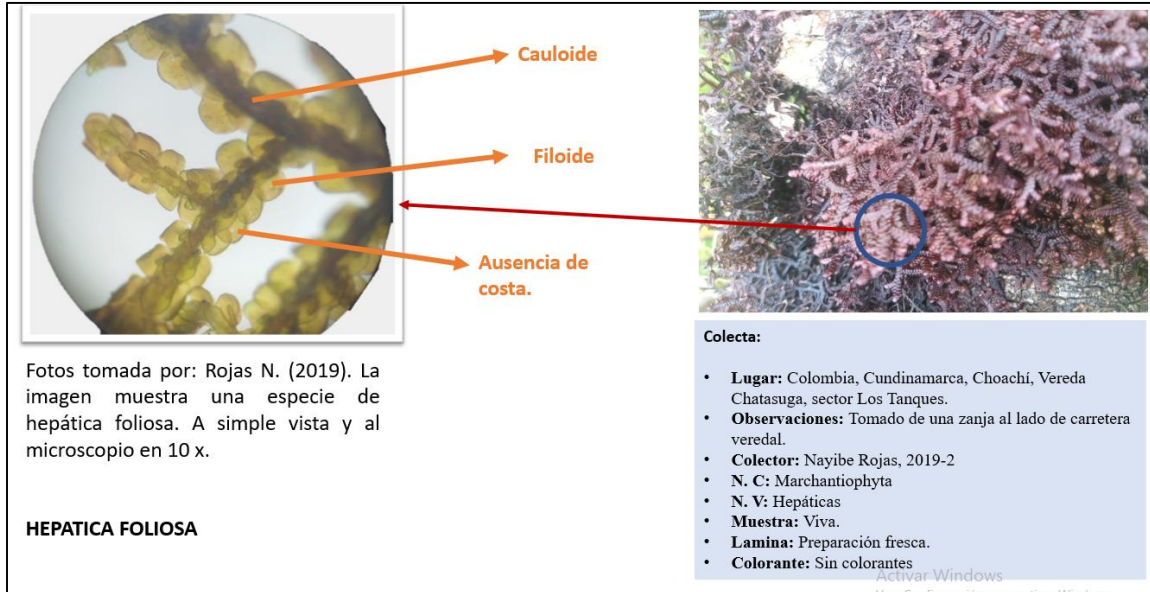 Cauloide
Filoide
Ausencia de
costa.
Fotos tomada por: Rojas N. (2019). La
imagen muestra una especie de
hepática foliosa. A simple vista y al
microscopio en 10 x.
HEPATICA FOLIOSA
Colecta:
• Lugar: Colombia, Cundinamarca, Choachí, Vereda
Chatasuga, sector Los Tanques.
• Observaciones: Tomado de una zanja al lado de carretera
veredal.
• Colector: Nayibe Rojas, 2019-2
• N. C: Marchantiophyta
• N. V: Hepáticas
• Muestra: Viva.
• Lamina: Preparación fresca.
• Colorante: Sin colorantes
Activar Windows